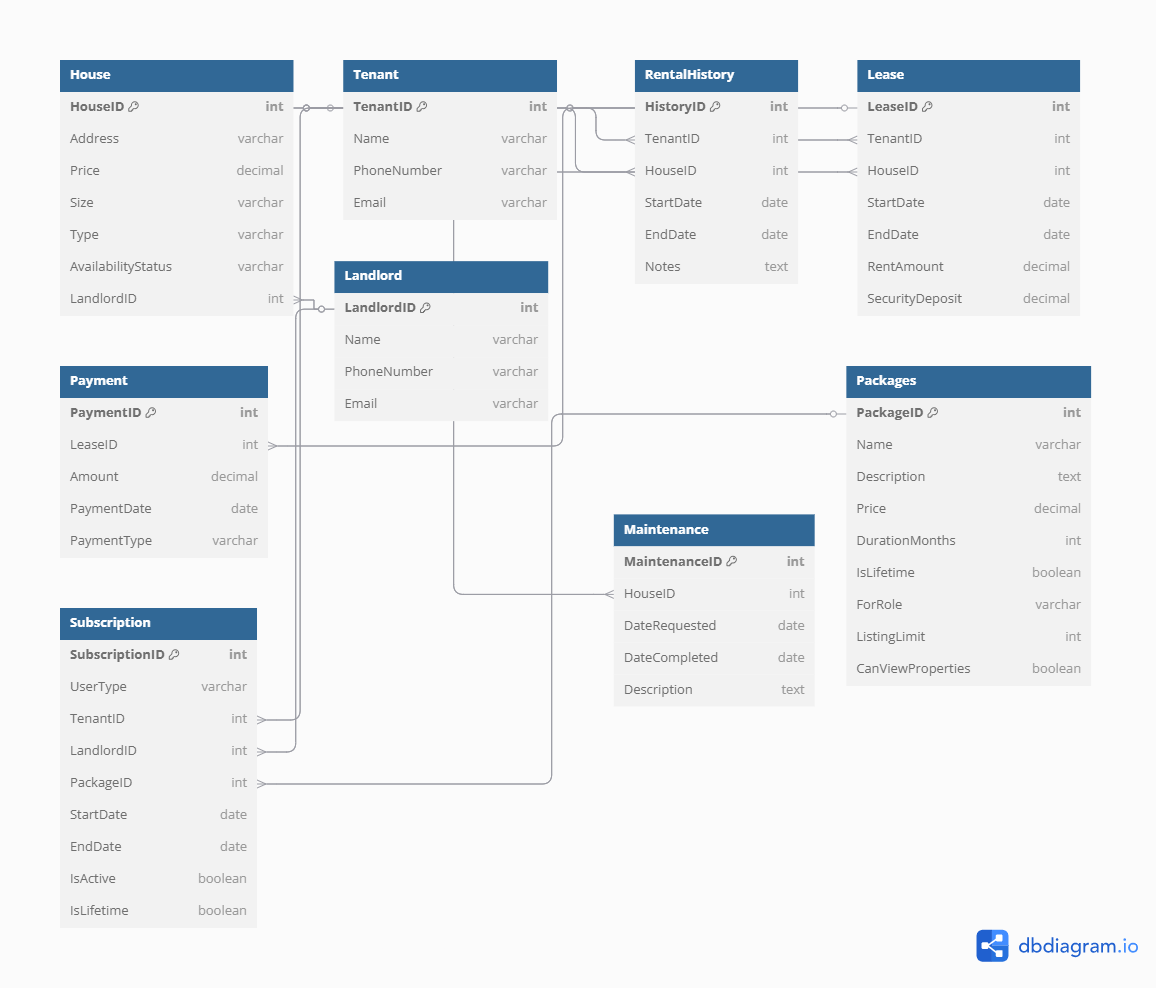 House
HouseID int
Address varchar
Price decimal
Size varchar
Type varchar
AvailabilityStatus varchar
LandlordID int
Tenant
TenantID int
Name varchar
PhoneNumber varchar
Email varchar
RentalHistory
HistoryID int
TenantID int
HouseID int
StartDate date
EndDate date
Notes text
Lease
LeaseID int
TenantID int
HouseID int
StartDate date
EndDate date
RentAmount decimal
SecurityDeposit decimal
Landlord
LandlordID int
Name varchar
PhoneNumber varchar
Email varchar
Payment
PaymentID int
LeaseID int
Amount decimal
PaymentDate date
PaymentType varchar
Packages
PackageID int
Name varchar
Description text
Price decimal
DurationMonths int
IsLifetime boolean
ForRole varchar
ListingLimit int
CanViewProperties boolean
Maintenance
MaintenanceID int
HouseID int
DateRequested date
DateCompleted date
Description text
Subscription
SubscriptionID int
UserType varchar
TenantID int
LandlordID int
PackageID int
StartDate date
EndDate date
IsActive boolean
IsLifetime boolean
dbdiagram.io